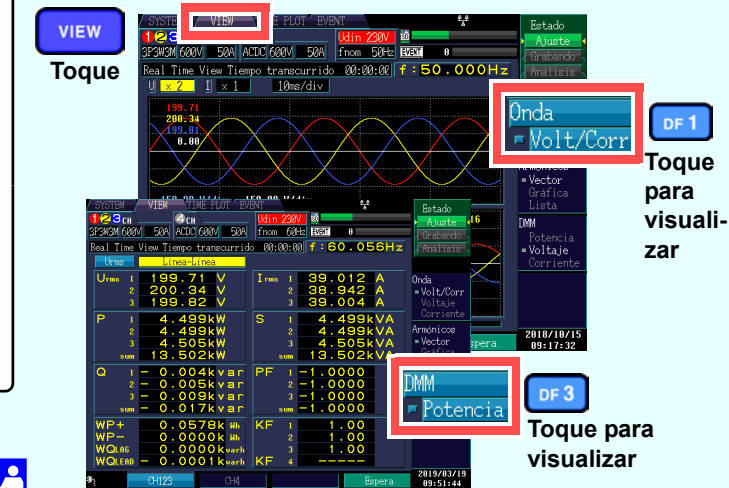 VIEW
Toque
SYSTEM VIEW TIME PLOT EVENT
123
Udin 230V
3P3W3M 600V 50A ACDC 600V 50A fnom 50Hz EVENT 0
Real Time View Tiempo transcurrido 00:00:00 f:50.000Hz
U x 2 I x 1 10ms/div
199.71
200.34
199.81
0.00
Estado
Ajuste
Grabando
Análisis
Onda
Volt/Corr
DF 1
Toque
para
visuali-
zar
Armónicos
Vector
Gráfica
Lista
DMM
Potencia
Voltaje
Corriente
2018/10/15
09:17:32
SYSTEM VIEW TIME PLOT EVENT
123CH 4CH Udin 230V
3P3W3M 600V 50A ACDC 600V 50A fnom 60Hz EVENT 0
Real Time View Tiempo transcurrido 00:00:00 f:60.056Hz
Urms Línea-Línea
Urms 1 199.71 V Irms 1 39.012 A
2 200.34 V 2 38.942 A
3 199.82 V 3 39.004 A
P 1 4.499kW S 1 4.499kVA
2 4.499kW 2 4.499kVA
3 4.505kW 3 4.505kVA
sum 13.502kW sum 13.502kVA
Q 1 - 0.004kvar PF 1 -1.0000
2 - 0.005kvar 2 -1.0000
3 - 0.009kvar 3 -1.0000
sum - 0.017kvar sum -1.0000
WP+ 0.0578k Wh KF 1 1.00
WP- 0.0000k Wh 2 1.00
WQLAG 0.0000k varh 3 1.00
WQLEAD - 0.0001k varh KF 4 -----
CH123 CH4 Espera
Estado
Ajuste
Grabando
Análisis
Onda
Volt/Corr
Voltaje
Corriente
Armónicos
Vector
Gráfica
DMM
Potencia
DF 3
Toque para
visualizar
2019/03/19
09:51:44